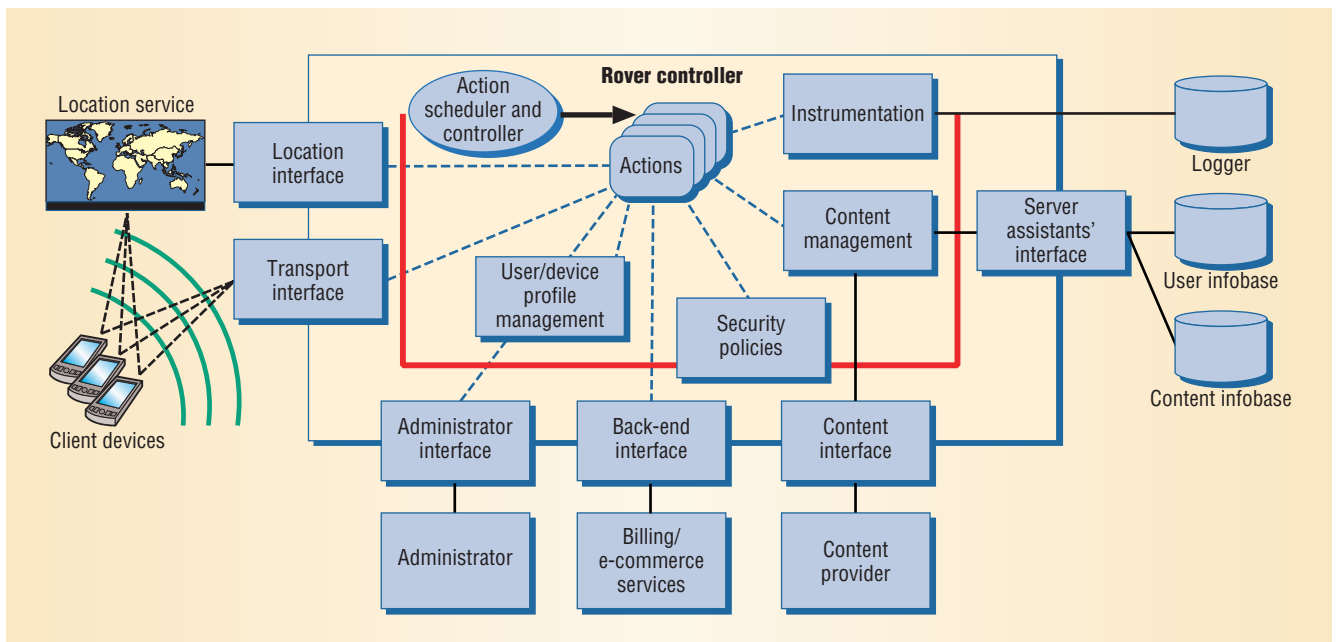 Rover controller
Location service
Action
scheduler and
controller
Instrumentation
Logger
Location
interface
Actions
Content
management
Server
assistants’
interface
User infobase
Transport
interface
User/device
profile
management
Security
policies
Content infobase
Client devices
Administrator
interface
Back-end
interface
Content
interface
Administrator
Billing/
e-commerce
services
Content
provider